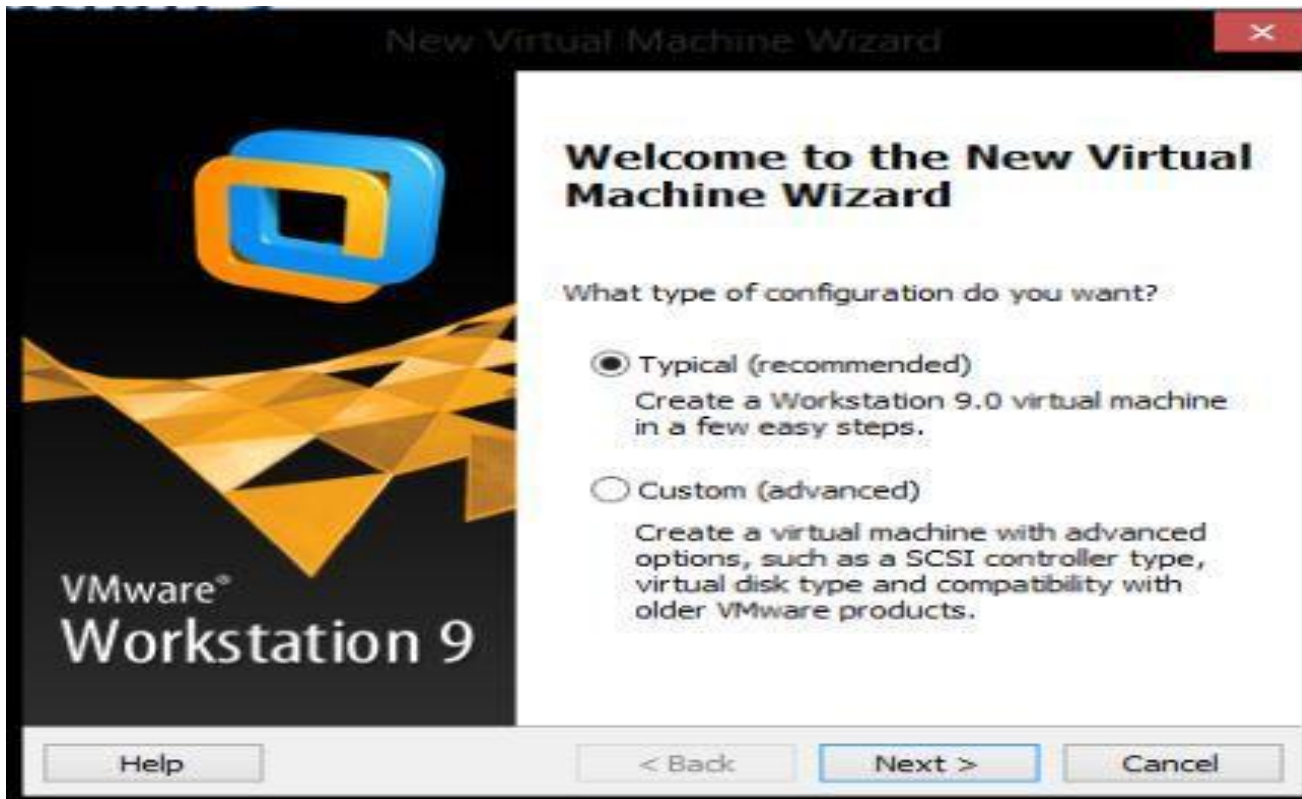 New Virtual Machine Wizard
Welcome to the New Virtual
Machine Wizard
What type of configuration do you want?
Typical (recommended)
Create a Workstation 9.0 virtual machine
in a few easy steps.
Custom (advanced)
Create a virtual machine with advanced
options, such as a SCSI controller type,
virtual disk type and compatibility with
older VMware products.
VMware®
Workstation 9
Help
< Back
Next >
Cancel